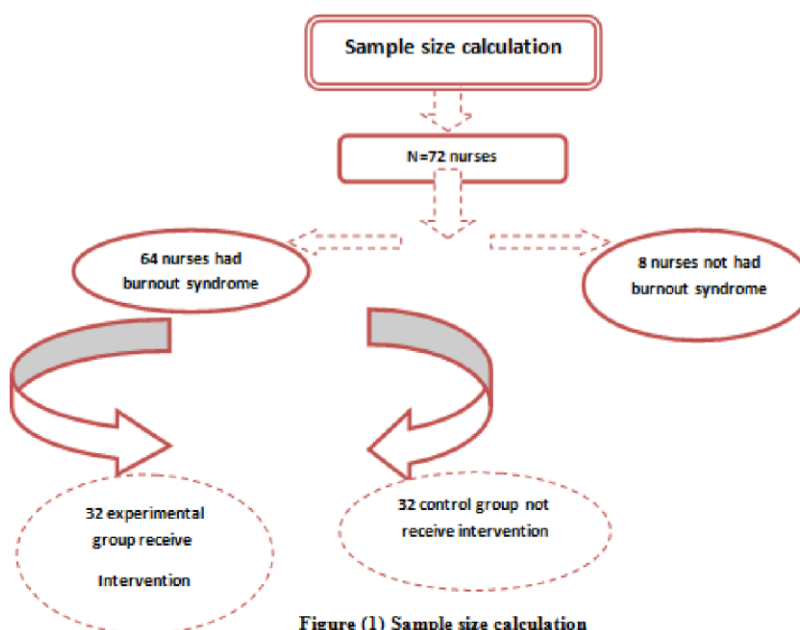 Sample size calculation
N=72 nurses
64 nurses had
burnout syndrome
8 nurses not had
burnout syndrome
32 experimental
group receive
Intervention
32 control group not
receive intervention
Figure (1) Sample size calculation